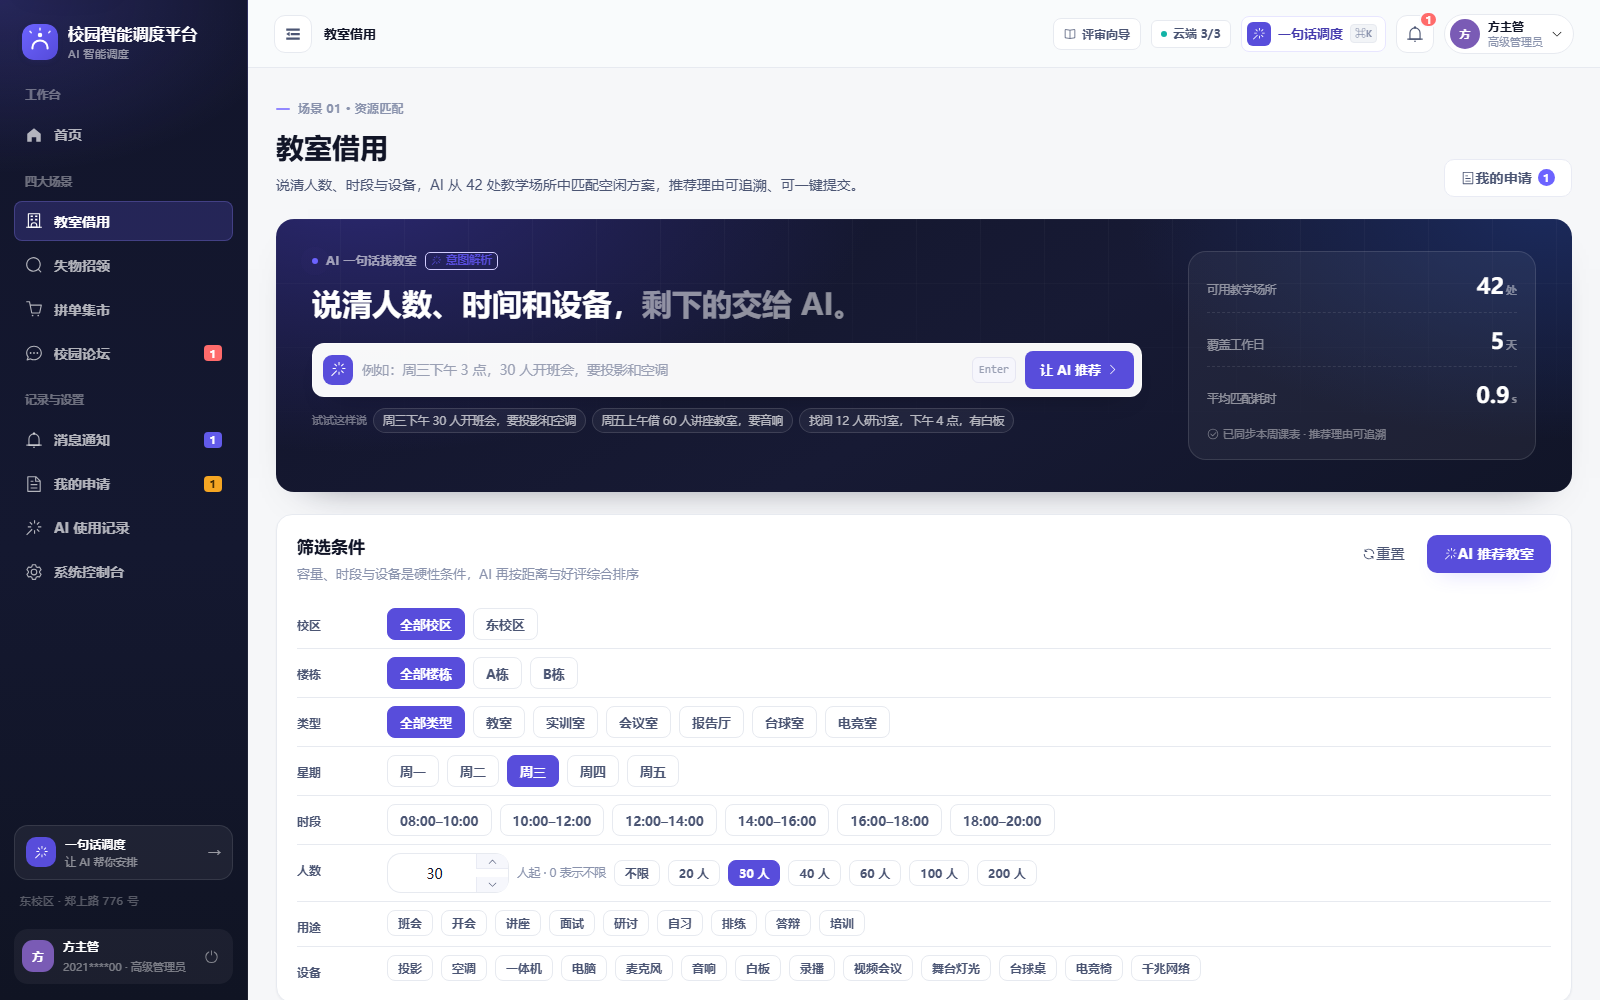 校园智能调度平台
AI 智能调度
工作台
首页
四大场景
教室借用
失物招领
拼单集市
校园论坛 1
记录与设置
消息通知 1
我的申请 1
AI 使用记录
系统控制台
一句话调度
让 AI 帮你安排
→
东校区 · 郑上路 776 号
方
方主管
2021****00 · 高级管理员
教室借用
评审向导
云端 3/3
一句话调度 ⌘K
1
方
方主管
高级管理员
场景 01 • 资源匹配
教室借用
说清人数、时段与设备，AI 从 42 处教学场所中匹配空闲方案，推荐理由可追溯、可一键提交。
我的申请 1
AI 一句话找教室 意图解析
说清人数、时间和设备，剩下的交给 AI。
例如：周三下午 3 点，30 人开班会，要投影和空调 Enter 让 AI 推荐
试试这样说 周三下午 30 人开班会，要投影和空调 周五上午借 60 人讲座教室，要音响 找间 12 人研讨室，下午 4 点，有白板
可用教学场所 42 处
覆盖工作日 5 天
平均匹配耗时 0.9 s
已同步本周课表 · 推荐理由可追溯
筛选条件
容量、时段与设备是硬性条件，AI 再按距离与好评综合排序
重置 AI 推荐教室
校区 全部校区 东校区
楼栋 全部楼栋 A栋 B栋
类型 全部类型 教室 实训室 会议室 报告厅 台球室 电竞室
星期 周一 周二 周三 周四 周五
时段 08:00–10:00 10:00–12:00 12:00–14:00 14:00–16:00 16:00–18:00 18:00–20:00
人数 30 人起 · 0 表示不限 不限 20 人 30 人 40 人 60 人 100 人 200 人
用途 班会 开会 讲座 面试 研讨 自习 排练 答辩 培训
设备 投影 空调 一体机 电脑 麦克风 音响 白板 录播 视频会议 舞台灯光 台球桌 电竞椅 千兆网络